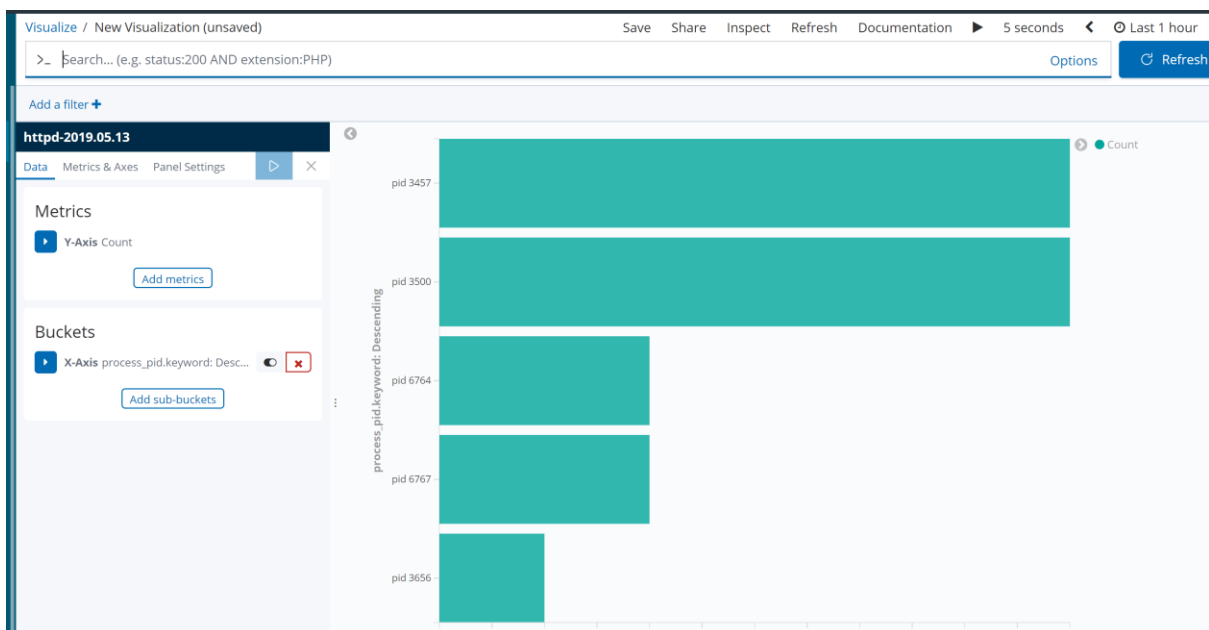 Visualize / New Visualization (unsaved)
Save Share Inspect Refresh Documentation 5 seconds Last 1 hour
>_ Search... (e.g. status:200 AND extension:PHP)
Options
Refresh
Add a filter +
httpd-2019.05.13
Data Metrics & Axes Panel Settings
Metrics
Y-Axis Count
Add metrics
Buckets
X-Axis process_pid.keyword: Desc...
Add sub-buckets
process_pid.keyword: Descending
pid 3457
pid 3500
pid 6764
pid 6767
pid 3656
Count